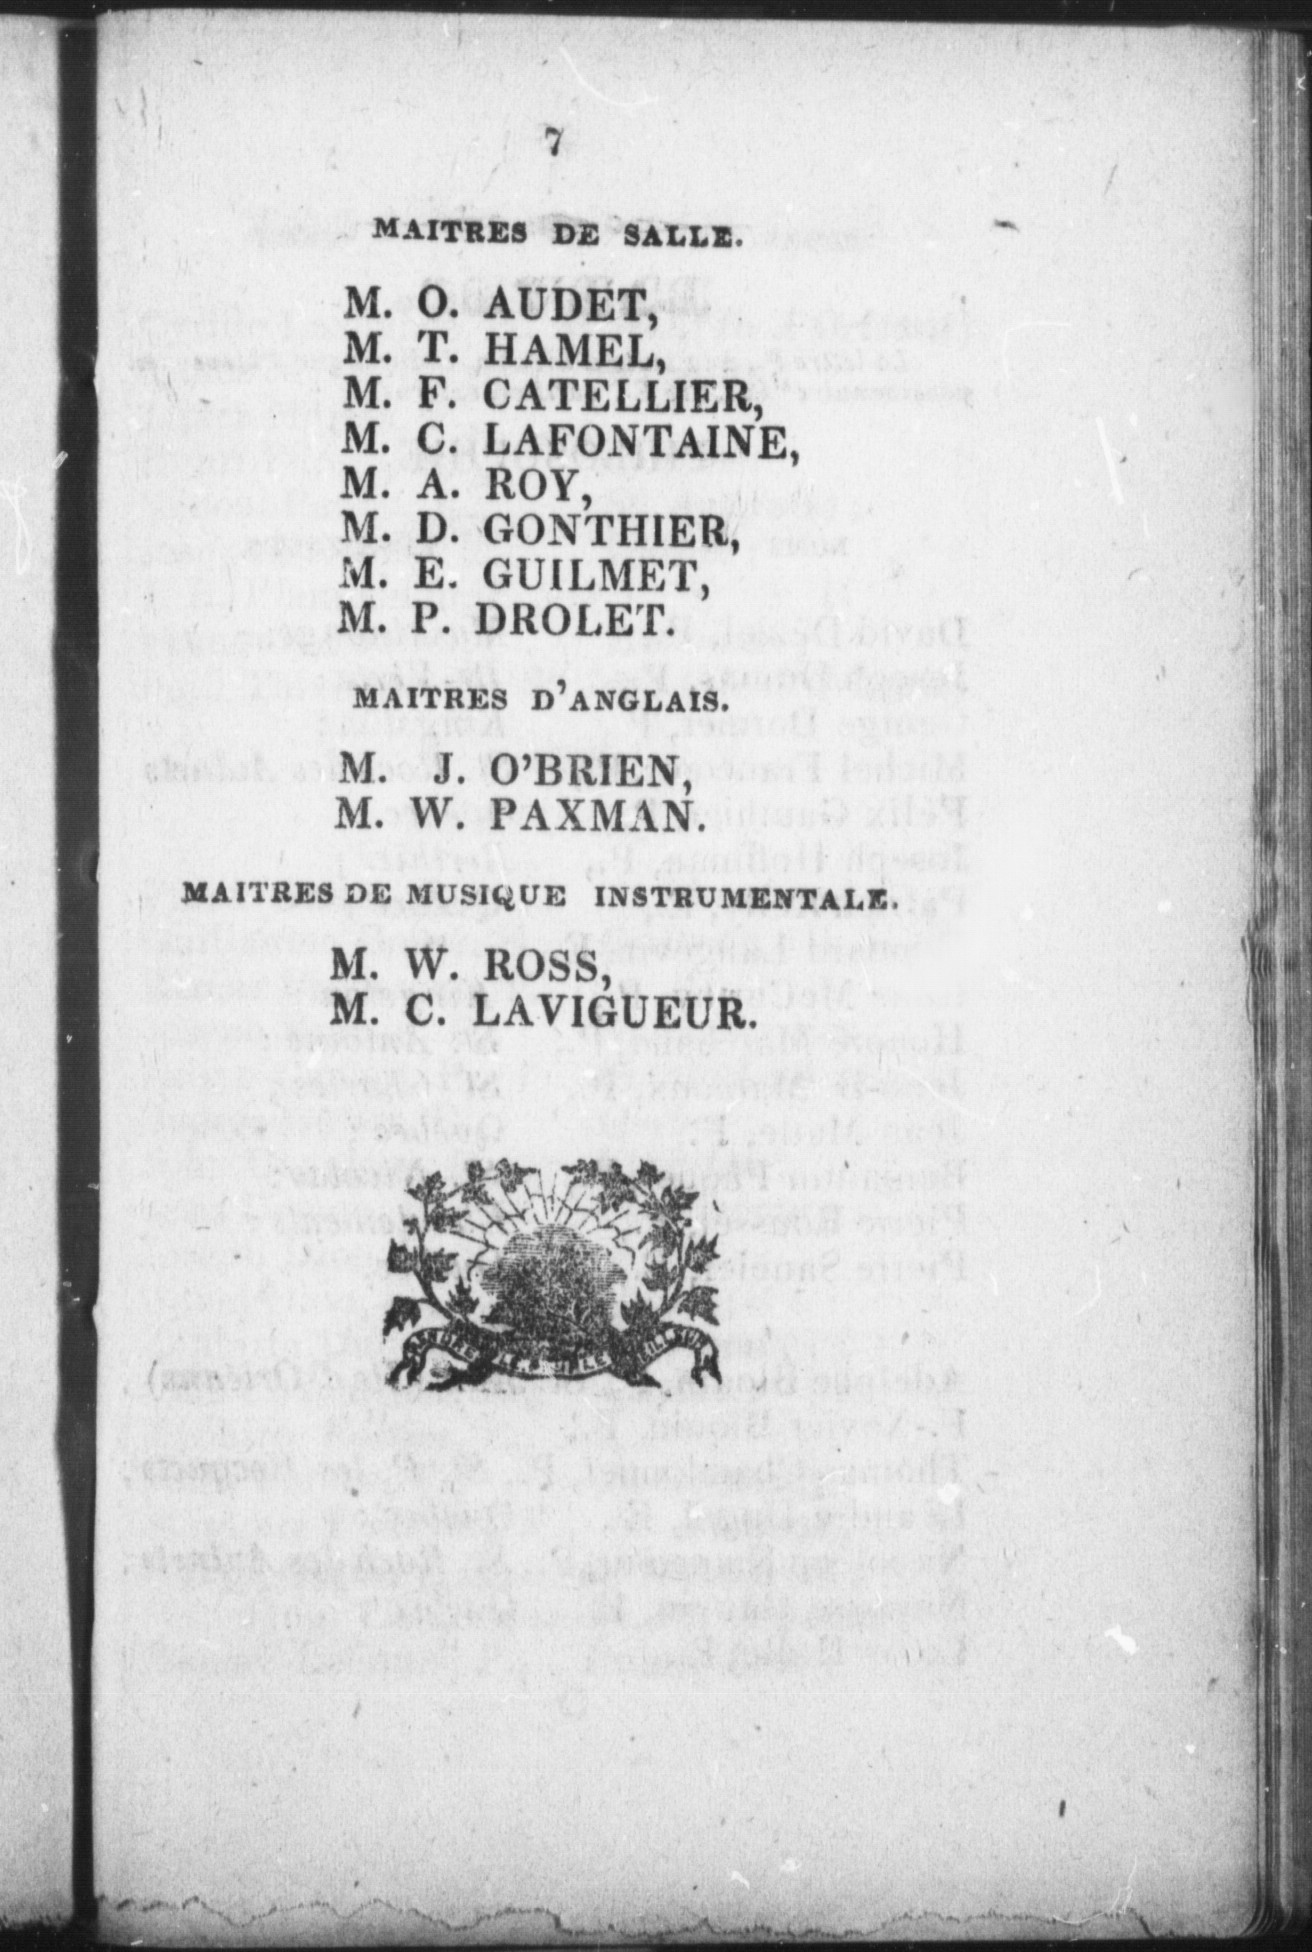 7
MAITRES DE SALLE.
M. O. AUDET,
M. T. HAMEL,
M. F. CATELLIER,
M. C. LAFONTAINE,
M. A. ROY,
M. D. GONTHIER,
M. E. GUILMET,
M. P. DROLET.
MAITRES D'ANGLAIS.
M. J. O'BRIEN,
M. W. PAXMAN.
MAITRES DE MUSIQUE INSTRUMENTALE.
M. W. ROSS,
M. C. LAVIGUEUR.